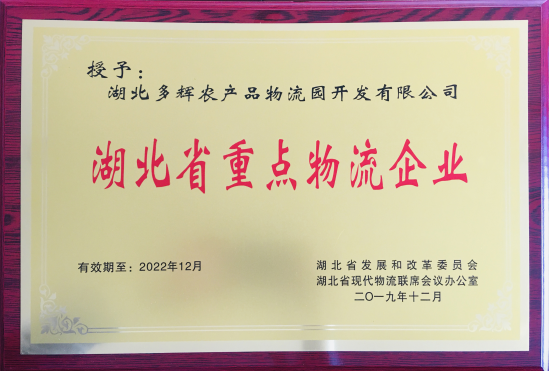 授予：
湖北多辉农产品物流园开发有限公司
湖北省重点物流企业
有效期至：2022年12月
湖北省发展和改革委员会
湖北省现代物流联席会议办公室
二〇一九年十二月